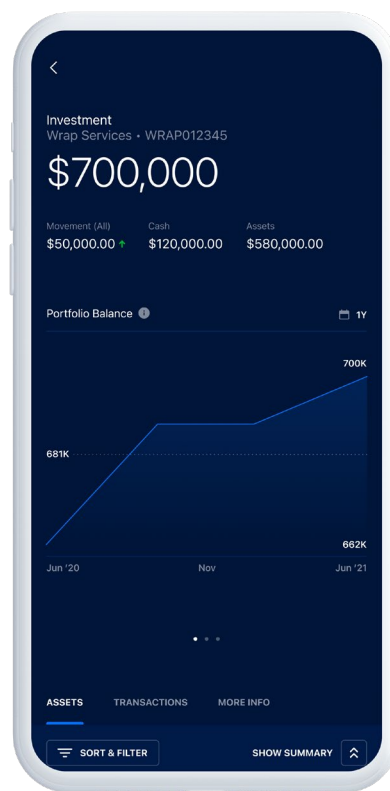 Investment
Wrap Services • WRAP012345
$700,000
Movement (All) Cash Assets
$50,000.00 $120,000.00 $580,000.00
Portfolio Balance 1Y
700K
681K
662K
Jun '20 Nov Jun '21
ASSETS TRANSACTIONS MORE INFO
SORT & FILTER SHOW SUMMARY